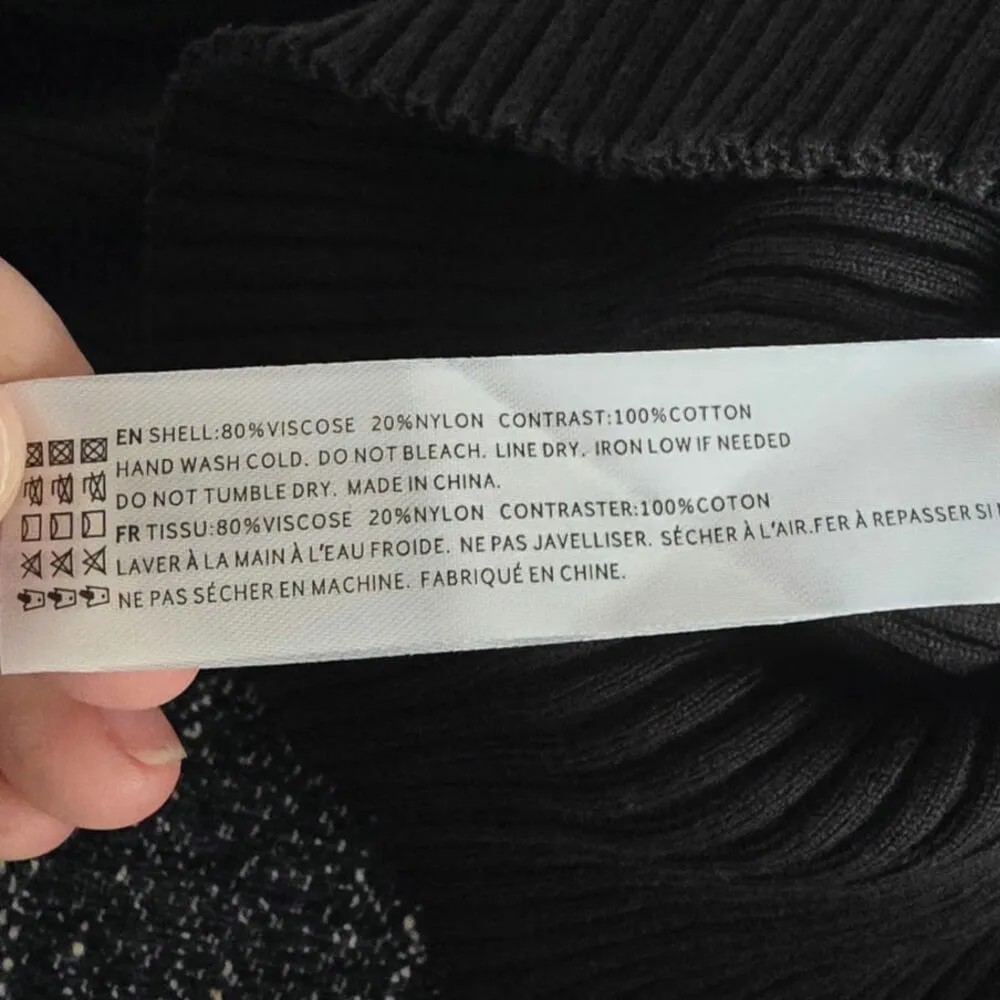 EN SHELL:80%VISCOSE 20%NYLON CONTRAST:100%COTTON
HAND WASH COLD. DO NOT BLEACH. LINE DRY. IRON LOW IF NEEDED
DO NOT TUMBLE DRY. MADE IN CHINA.
FR TISSU:80%VISCOSE 20%NYLON CONTRASTER:100%COTON
LAVER À LA MAIN À L'EAU FROIDE. NE PAS JAVELLISER. SÉCHER À L'AIR.FER À REPASSER SI
NE PAS SÉCHER EN MACHINE. FABRIQUÉ EN CHINE.